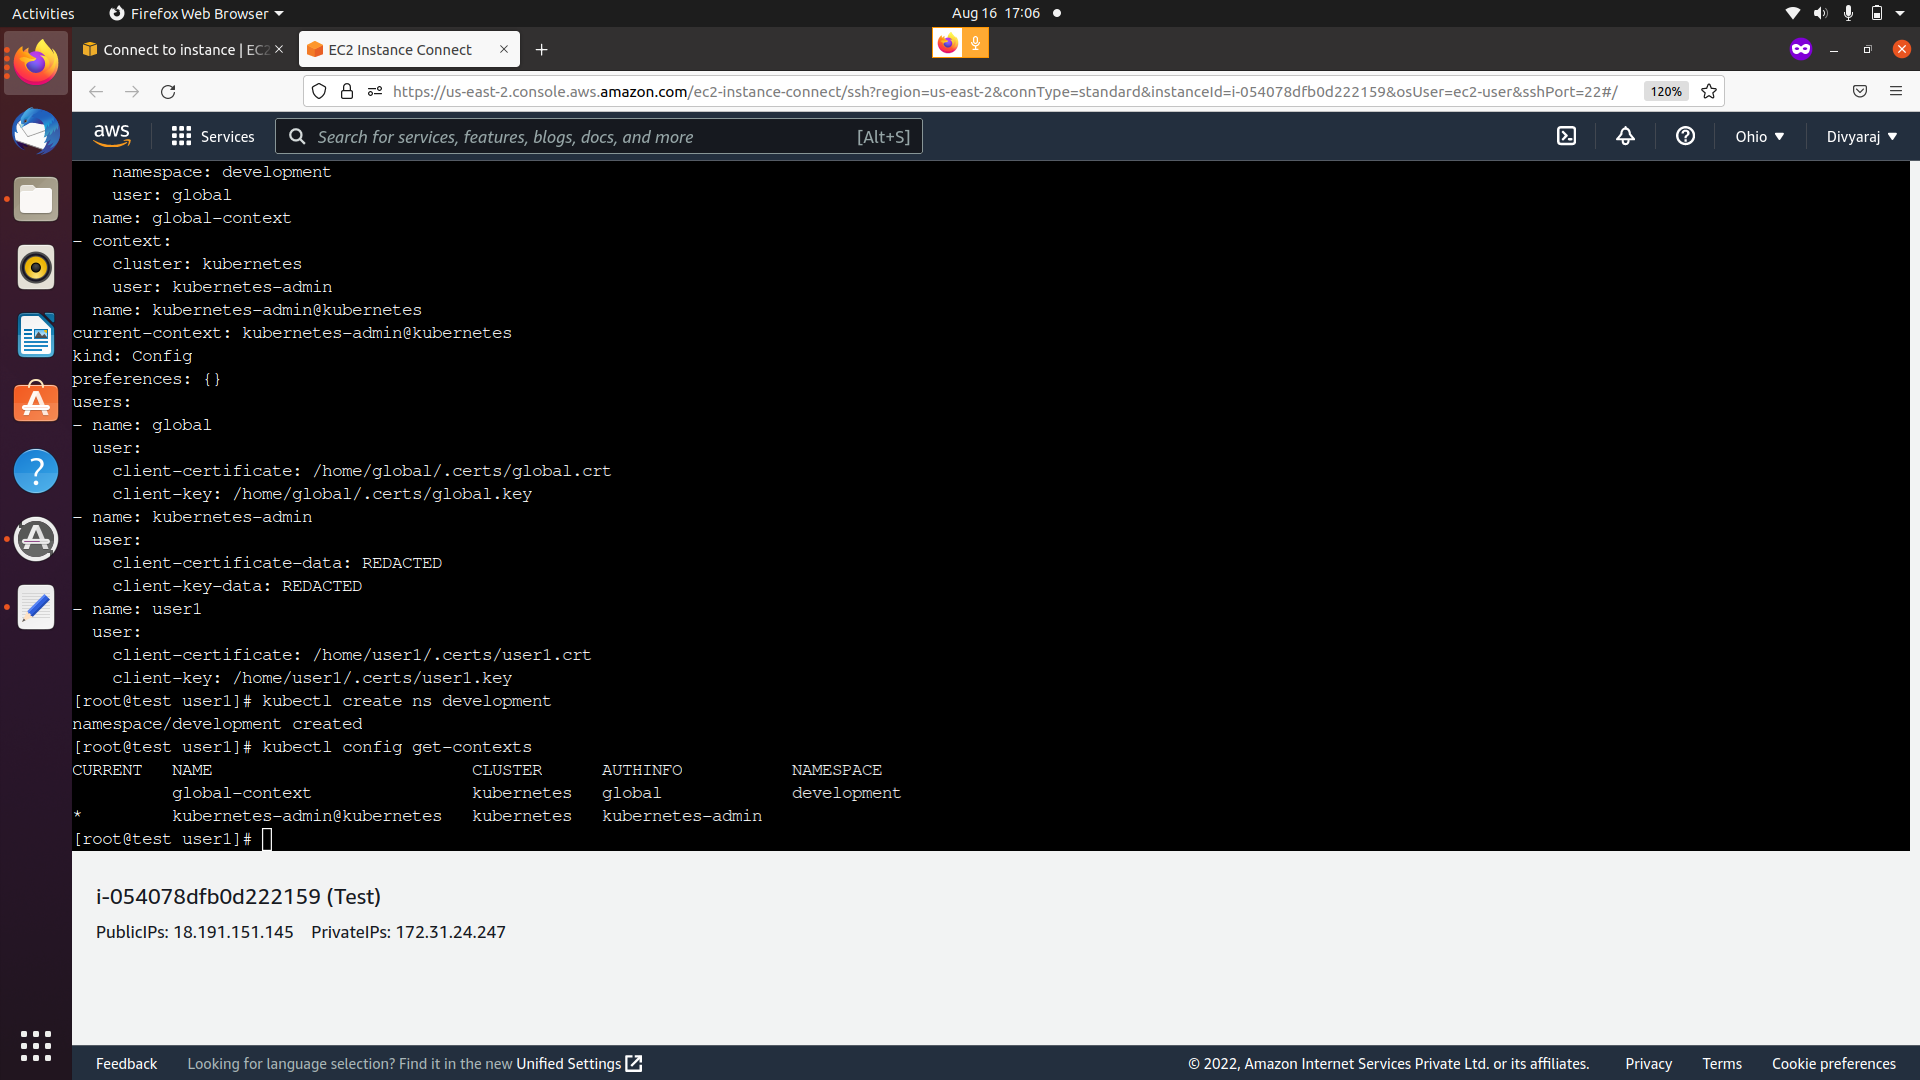 Activities
Firefox Web Browser
Aug 16 17:06
Connect to instance | EC2
EC2 Instance Connect
https://us-east-2.console.aws.amazon.com/ec2-instance-connect/ssh?region=us-east-2&connType=standard&instanceId=i-054078dfb0d222159&osUser=ec2-user&sshPort=22#/
120%
aws
Services
Search for services, features, blogs, docs, and more
[Alt+S]
Ohio
Divyaraj
    namespace: development
    user: global
  name: global-context
- context:
    cluster: kubernetes
    user: kubernetes-admin
  name: kubernetes-admin@kubernetes
current-context: kubernetes-admin@kubernetes
kind: Config
preferences: {}
users:
- name: global
  user:
    client-certificate: /home/global/.certs/global.crt
    client-key: /home/global/.certs/global.key
- name: kubernetes-admin
  user:
    client-certificate-data: REDACTED
    client-key-data: REDACTED
- name: user1
  user:
    client-certificate: /home/user1/.certs/user1.crt
    client-key: /home/user1/.certs/user1.key
[root@test user1]# kubectl create ns development
namespace/development created
[root@test user1]# kubectl config get-contexts
CURRENT   NAME                          CLUSTER      AUTHINFO           NAMESPACE
          global-context                kubernetes   global             development
*         kubernetes-admin@kubernetes   kubernetes   kubernetes-admin
[root@test user1]#
i-054078dfb0d222159 (Test)
PublicIPs: 18.191.151.145 PrivateIPs: 172.31.24.247
Feedback
Looking for language selection? Find it in the new Unified Settings
© 2022, Amazon Internet Services Private Ltd. or its affiliates.
Privacy
Terms
Cookie preferences